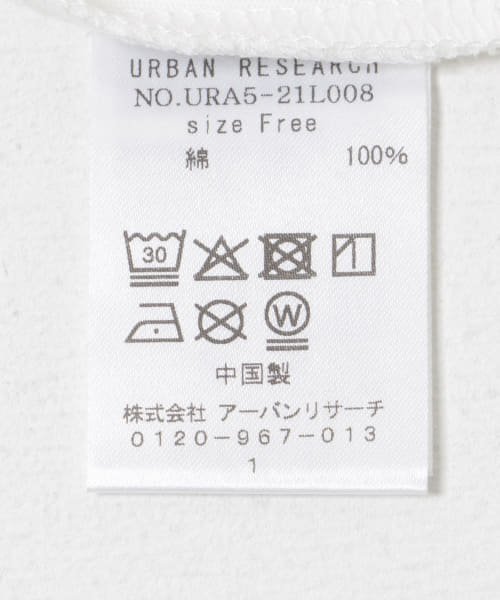 URBAN RESEARCH
NO.URA5-21L008
size Free
綿 100%
30
W
中国製
株式会社 アーバンリサーチ
0120-967-013
1